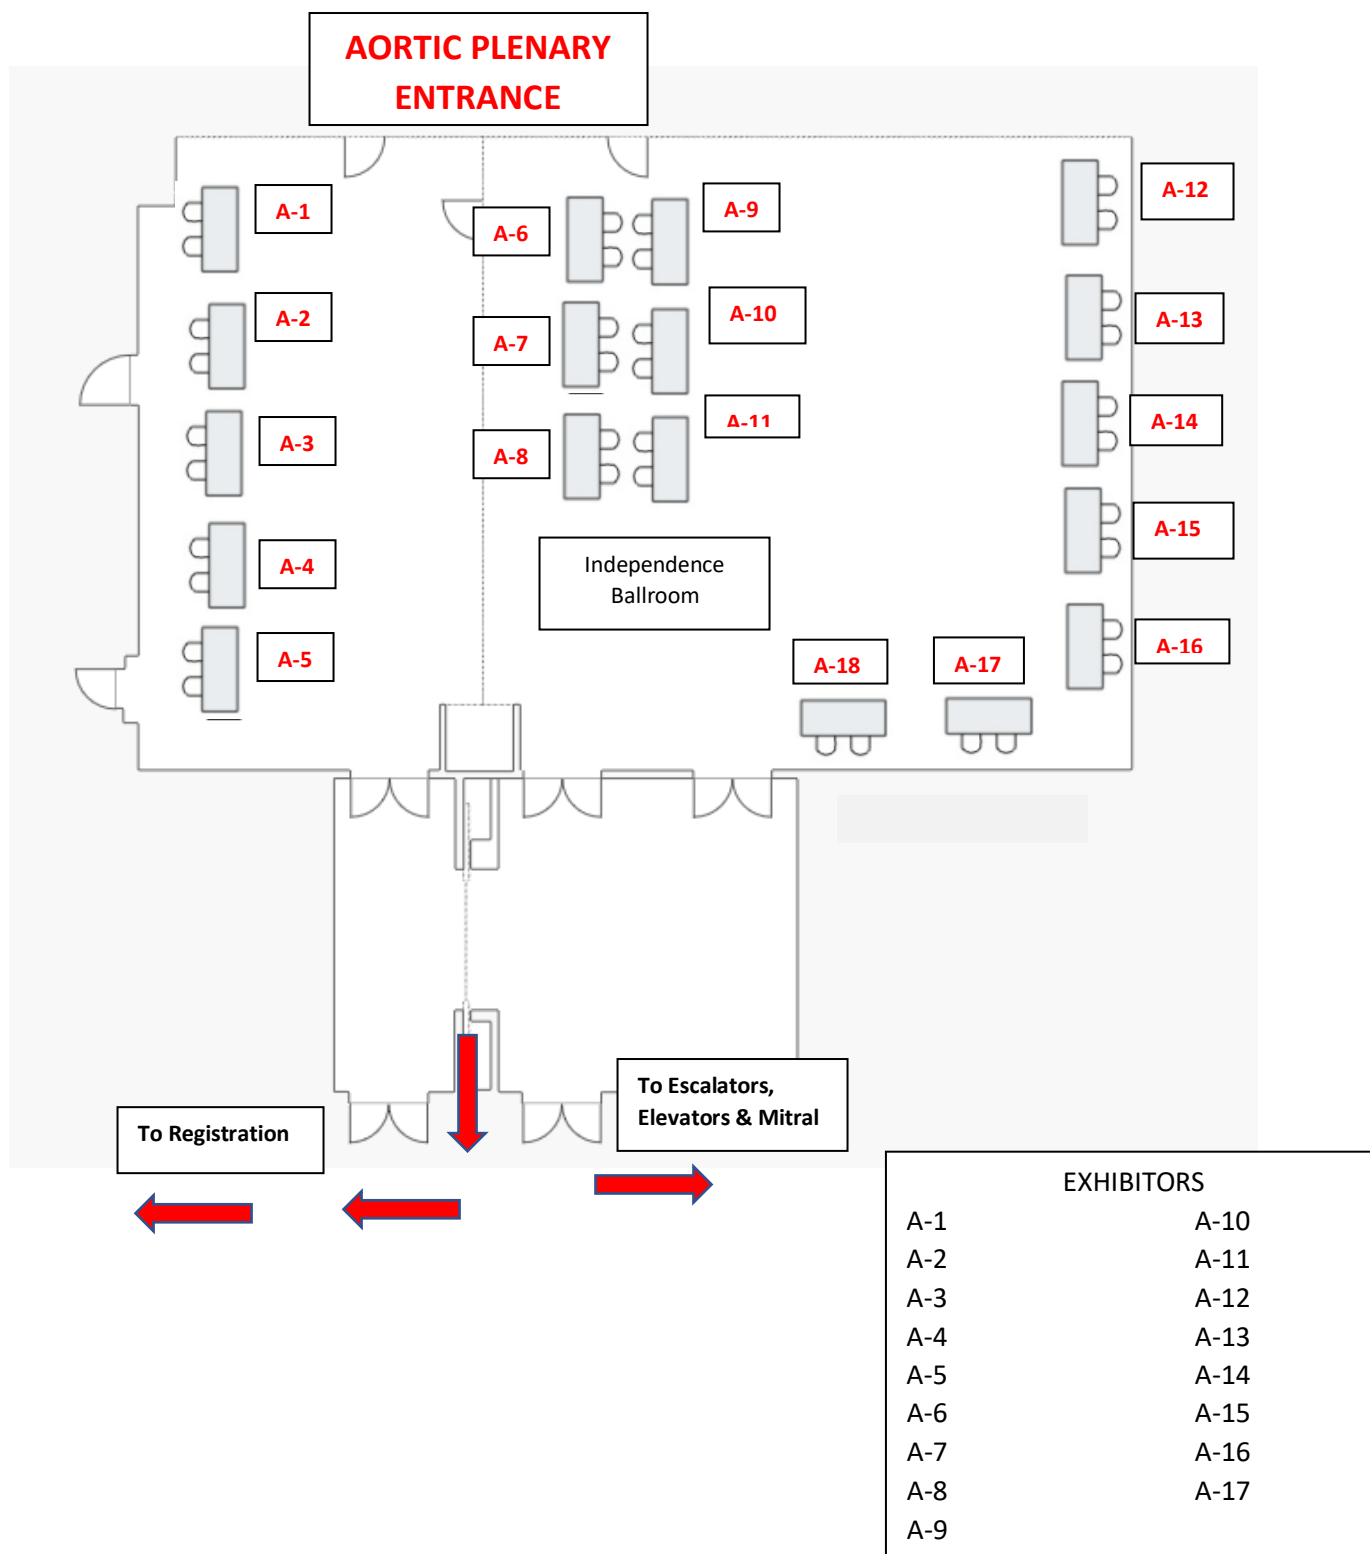 AORTIC PLENARY
ENTRANCE
A-1
A-2
A-3
A-4
A-5
A-6
A-7
A-8
A-9
A-10
A-11
A-12
A-13
A-14
A-15
A-16
A-18
A-17
Independence
Ballroom
To Registration
To Escalators,
Elevators & Mitral
EXHIBITORS
A-1 A-10
A-2 A-11
A-3 A-12
A-4 A-13
A-5 A-14
A-6 A-15
A-7 A-16
A-8 A-17
A-9